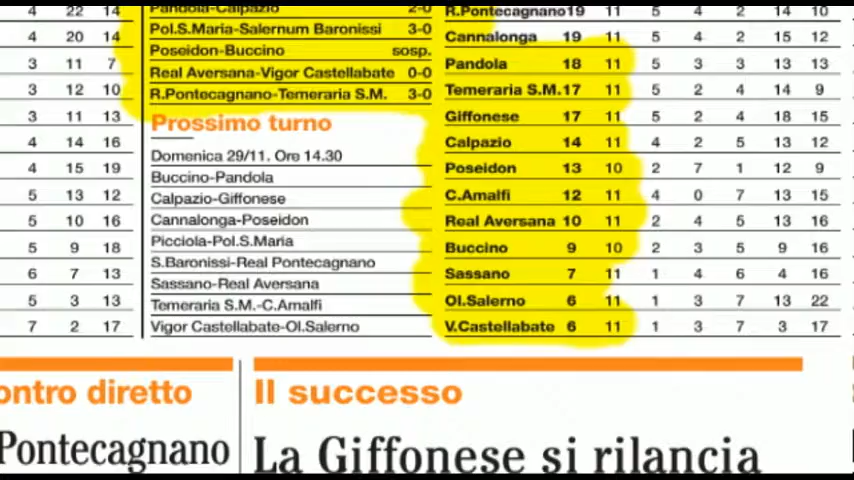 4 22 14
4 20 14
3 11 7
3 12 10
3 11 13
4 14 16
4 15 19
5 13 12
5 10 16
5 9 18
6 7 13
5 3 13
7 2 17
Pandola-Calpazio 2-0
Pol.S.Maria-Salernum Baronissi 3-0
Poseidon-Buccino sosp.
Real Aversana-Vigor Castellabate 0-0
R.Pontecagnano-Temeraria S.M. 3-0
Prossimo turno
Domenica 29/11. Ore 14.30
Buccino-Pandola
Calpazio-Giffonese
Cannalonga-Poseidon
Picciola-Pol.S.Maria
S.Baronissi-Real Pontecagnano
Sassano-Real Aversana
Temeraria S.M.-C.Amalfi
Vigor Castellabate-Ol.Salerno
R.Pontecagnano19 11 5 4 2 14 10
Cannalonga 19 11 5 4 2 15 12
Pandola 18 11 5 3 3 13 13
Temeraria S.M.17 11 5 2 4 14 9
Giffonese 17 11 5 2 4 18 15
Calpazio 14 11 4 2 5 13 12
Poseidon 13 10 2 7 1 12 9
C.Amalfi 12 11 4 0 7 13 15
Real Aversana 10 11 2 4 5 13 16
Buccino 9 10 2 3 5 9 16
Sassano 7 11 1 4 6 4 16
Ol.Salerno 6 11 1 3 7 13 22
V.Castellabate 6 11 1 3 7 3 17
ontro diretto
Pontecagnano
Il successo
La Giffonese si rilancia